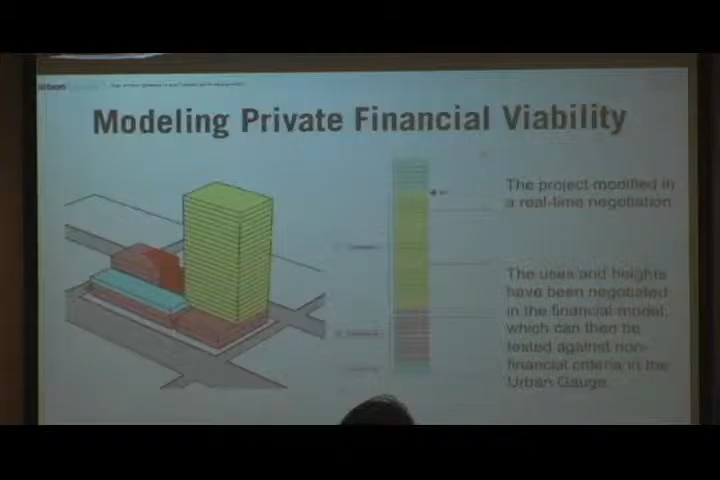 Modeling Private Financial Viability
The project modified in
a real-time negotiation
The uses and heights
have been negotiated
in the financial model,
which can then be
tested against non-
financial criteria in the
Urban Gauge.